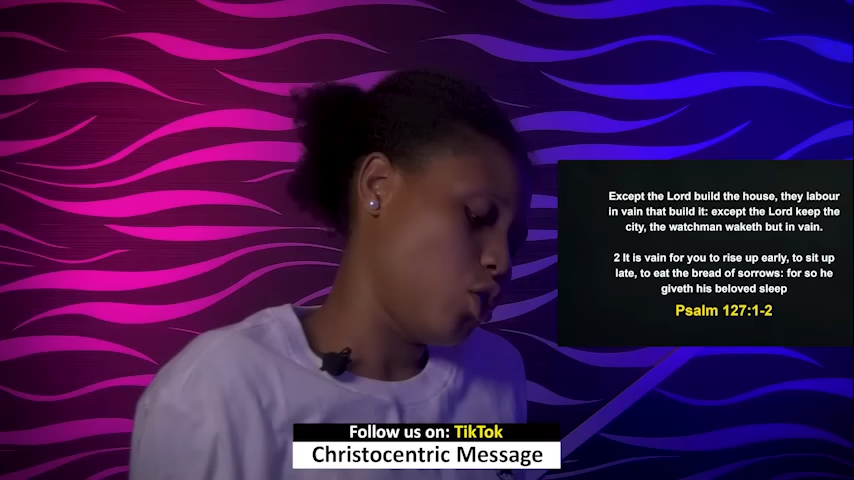 Except the Lord build the house, they labour
in vain that build it: except the Lord keep the
city, the watchman waketh but in vain.
2 It is vain for you to rise up early, to sit up
late, to eat the bread of sorrows: for so he
giveth his beloved sleep
Psalm 127:1-2
Follow us on: TikTok
Christocentric Message